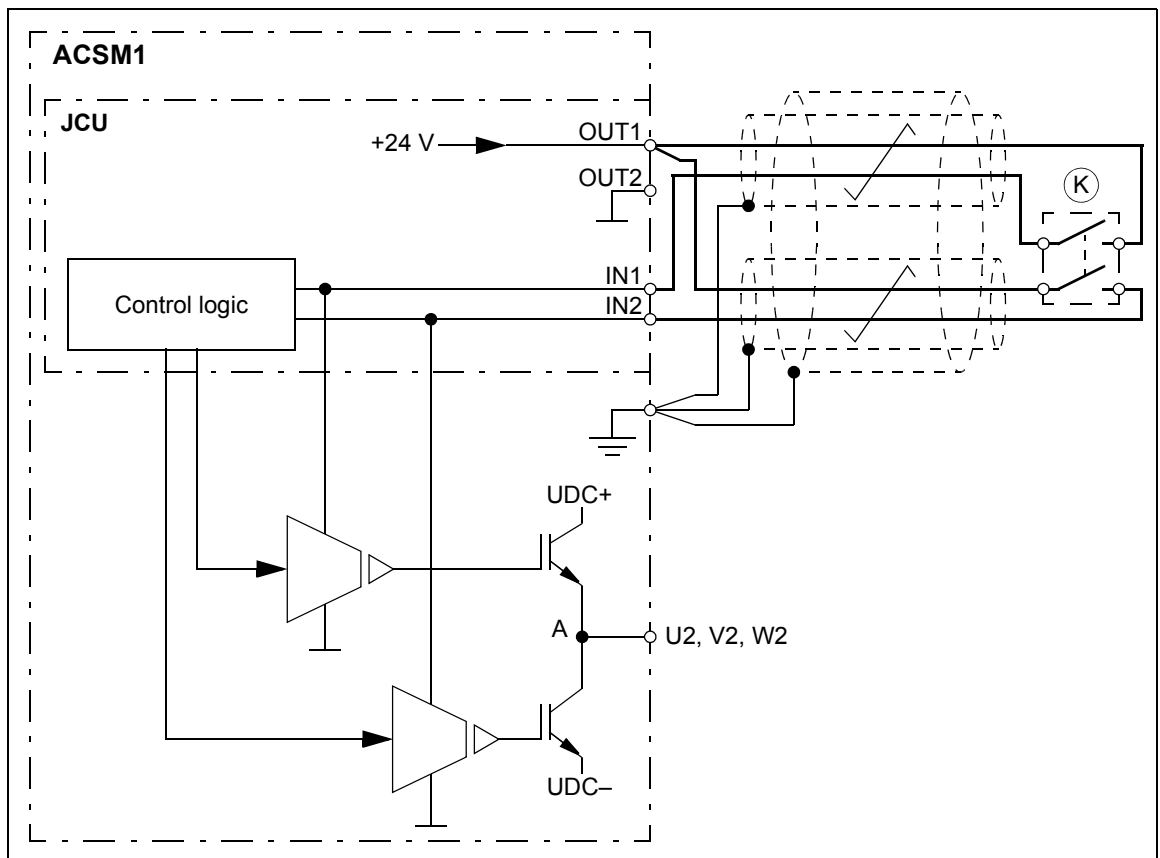 ACSM1
JCU
+24 V
OUT1
OUT2
K
IN1
IN2
Control logic
UDC+
A
U2, V2, W2
UDC–